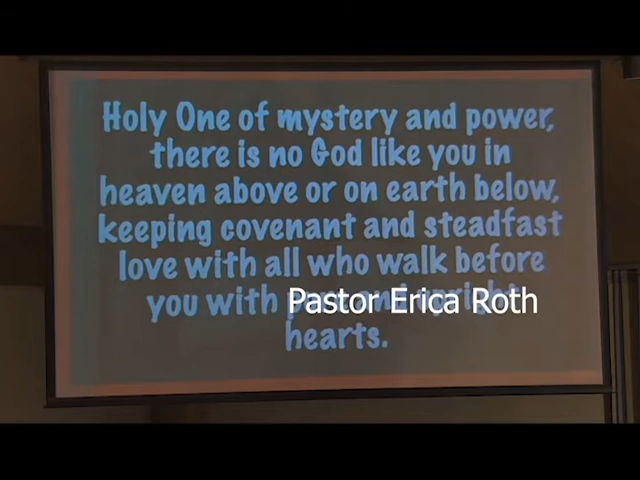 Holy One of mystery and power,
there is no God like you in
heaven above or on earth below,
keeping covenant and steadfast
love with all who walk before
you with
Pastor Erica Roth
hearts.